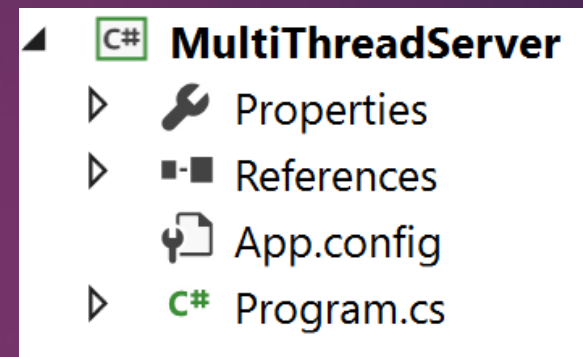 C# MultiThreadServer
Properties
References
App.config
C# Program.cs